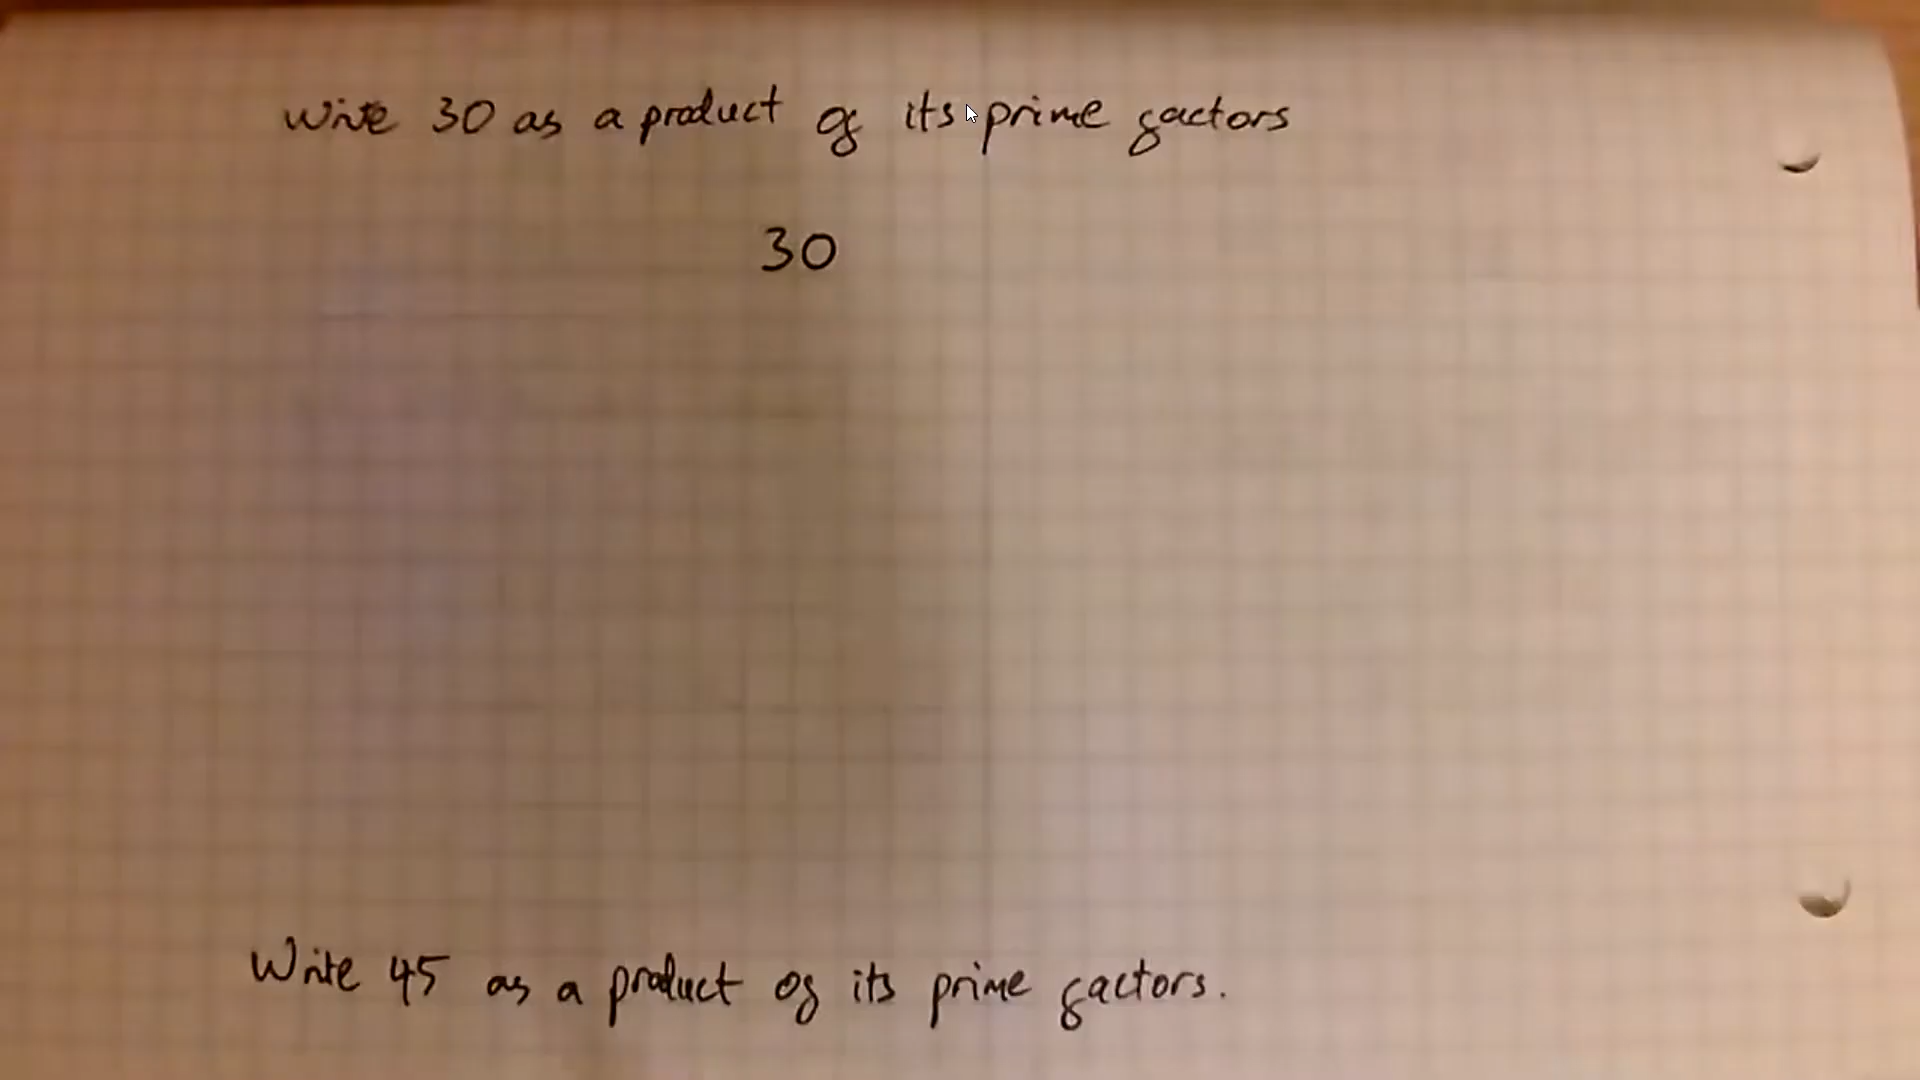 Write 30 as a product of its prime factors
30
Write 45 as a product of its prime factors.